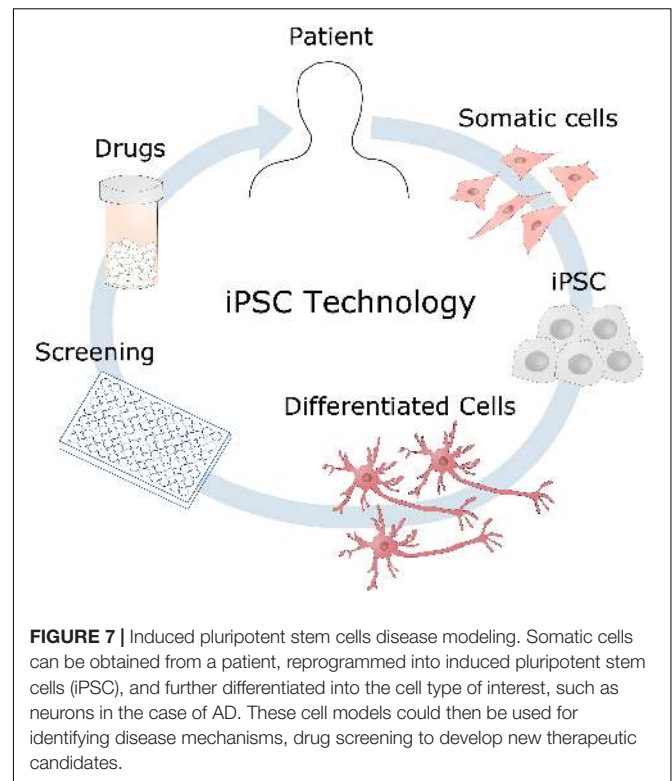 Patient
Somatic cells
Drugs
iPSC
iPSC Technology
Screening
Differentiated Cells
FIGURE 7 | Induced pluripotent stem cells disease modeling. Somatic cells
can be obtained from a patient, reprogrammed into induced pluripotent stem
cells (iPSC), and further differentiated into the cell type of interest, such as
neurons in the case of AD. These cell models could then be used for
identifying disease mechanisms, drug screening to develop new therapeutic
candidates.